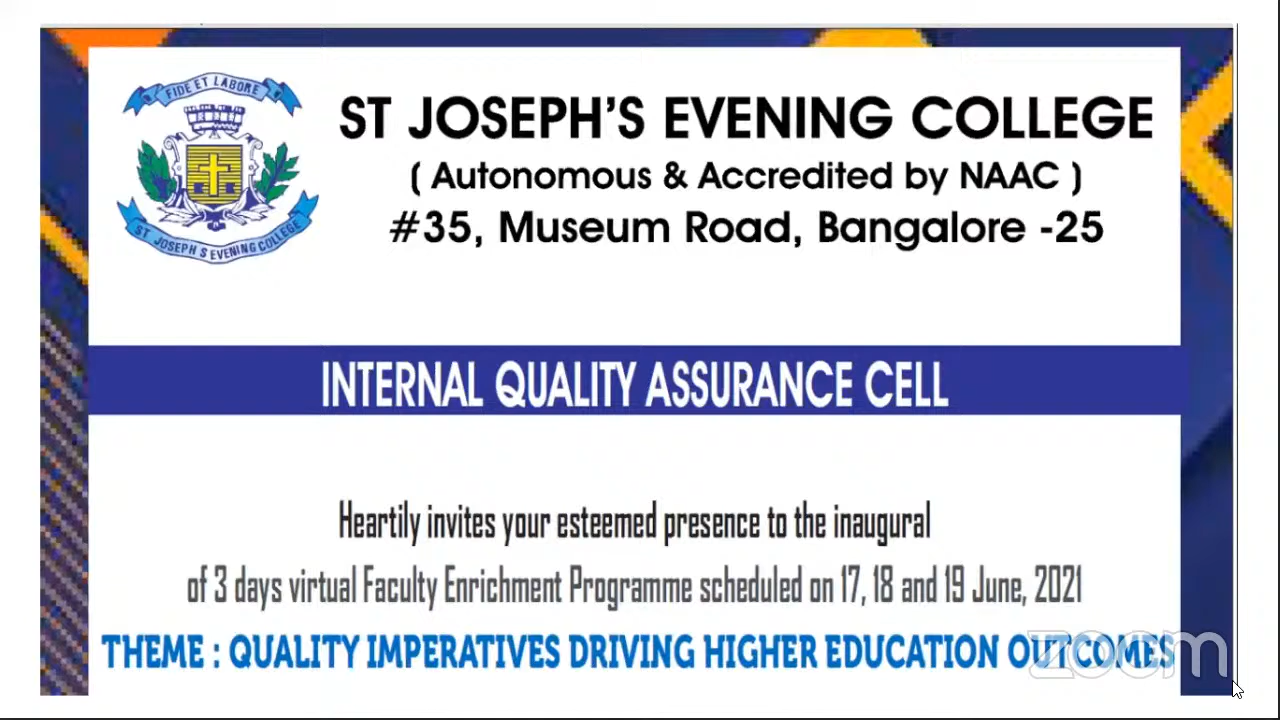 FIDE ET LABORE
ST JOSEPH'S EVENING COLLEGE
( Autonomous & Accredited by NAAC )
#35, Museum Road, Bangalore -25
ST JOSEPH S EVENING COLLEGE
INTERNAL QUALITY ASSURANCE CELL
Heartily invites your esteemed presence to the inaugural
of 3 days virtual Faculty Enrichment Programme scheduled on 17, 18 and 19 June, 2021
THEME : QUALITY IMPERATIVES DRIVING HIGHER EDUCATION OUTCOMES
zoom